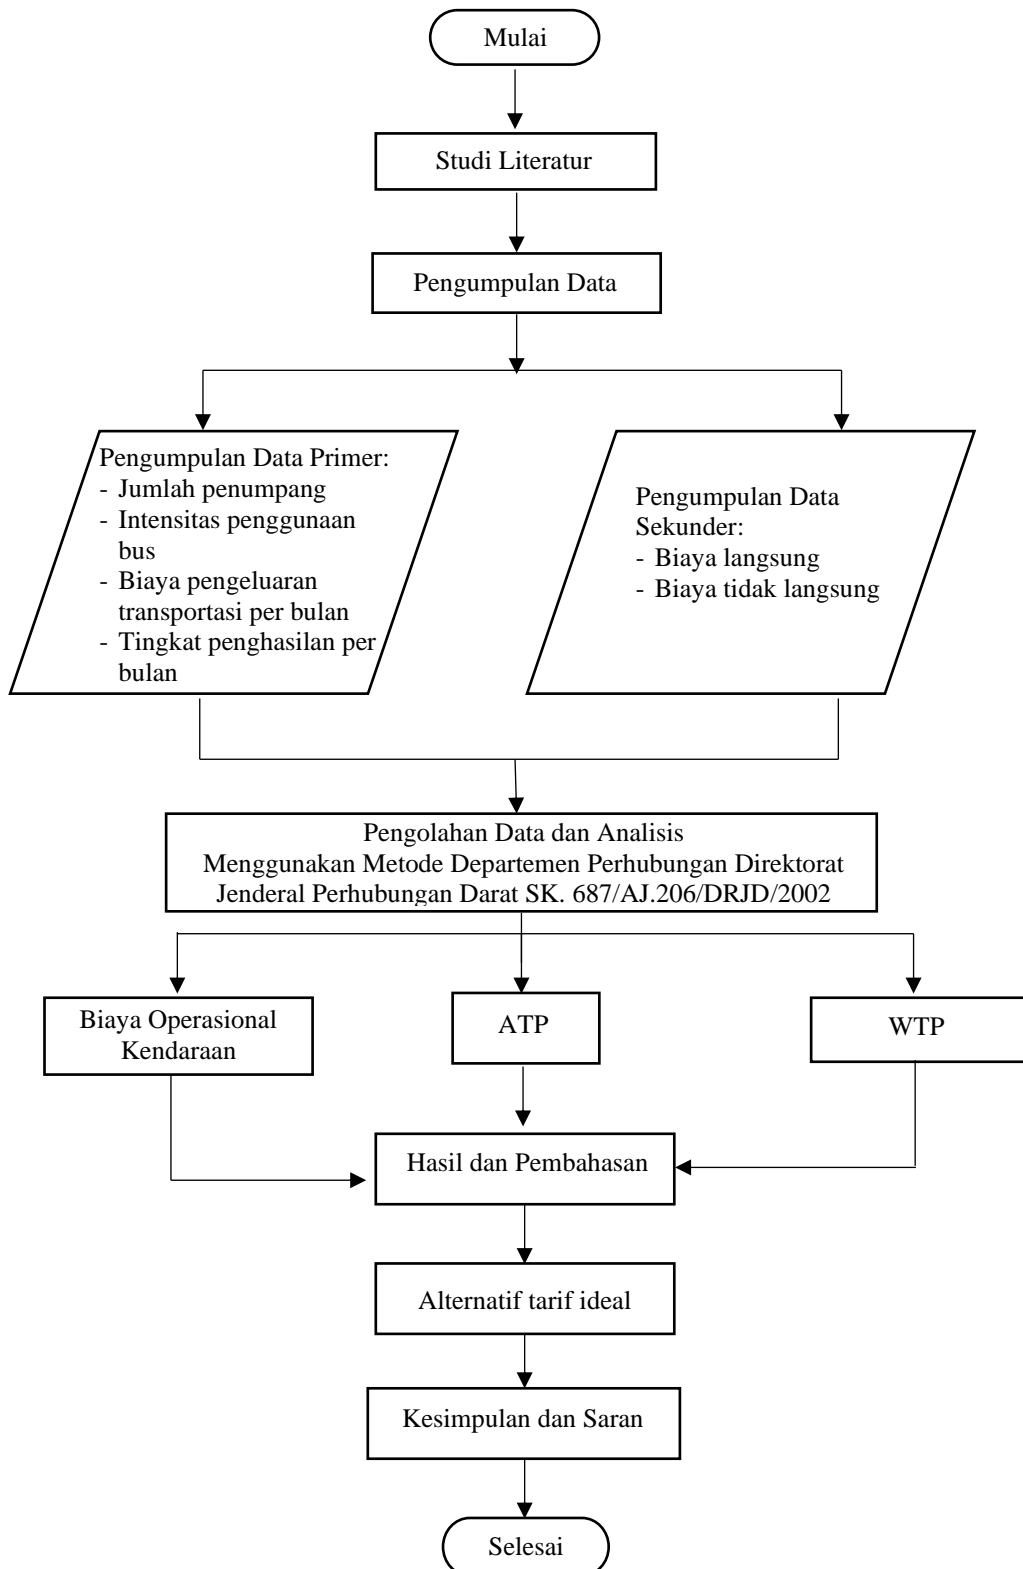 Mulai
Studi Literatur
Pengumpulan Data
Pengumpulan Data Primer:
- Jumlah penumpang
- Intensitas penggunaan
bus
- Biaya pengeluaran
transportasi per bulan
- Tingkat penghasilan per
bulan
Pengumpulan Data
Sekunder:
- Biaya langsung
- Biaya tidak langsung
Pengolahan Data dan Analisis
Menggunakan Metode Departemen Perhubungan Direktorat
Jenderal Perhubungan Darat SK. 687/AJ.206/DRJD/2002
Biaya Operasional
Kendaraan
ATP
WTP
Hasil dan Pembahasan
Alternatif tarif ideal
Kesimpulan dan Saran
Selesai